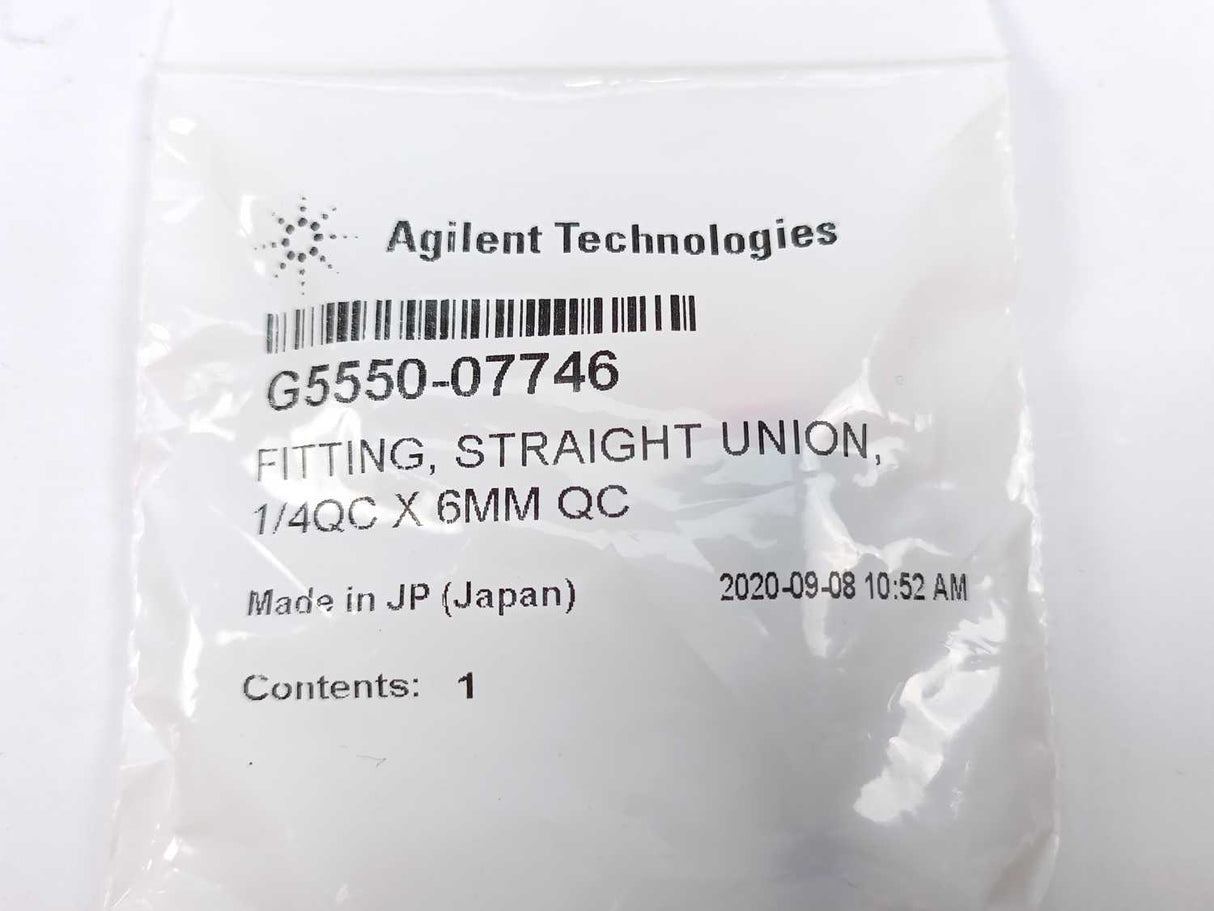 Agilent Technologies
G5550-07746
FITTING, STRAIGHT UNION,
1/4QC X 6MM QC
Made in JP (Japan) 2020-09-08 10:52 AM
Contents: 1